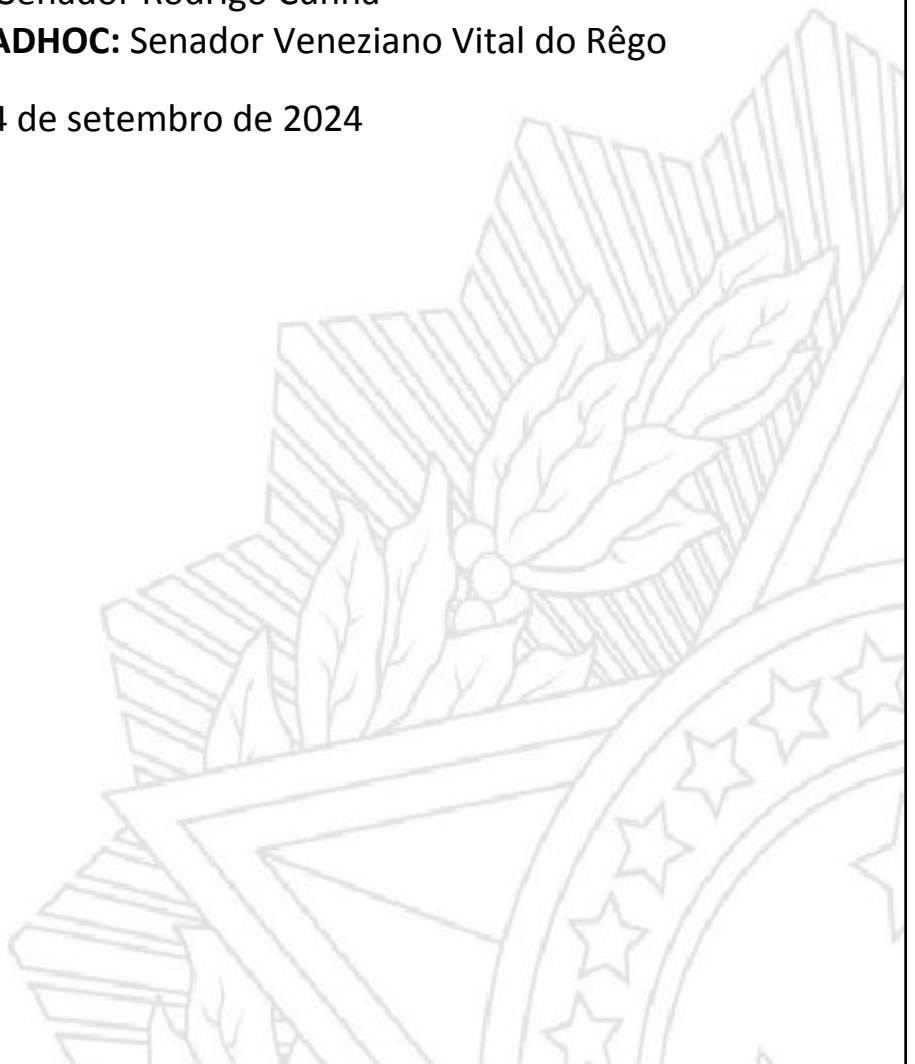 Senador Rodrigo Cunha
ADHOC: Senador Veneziano Vital do Rêgo
4 de setembro de 2024